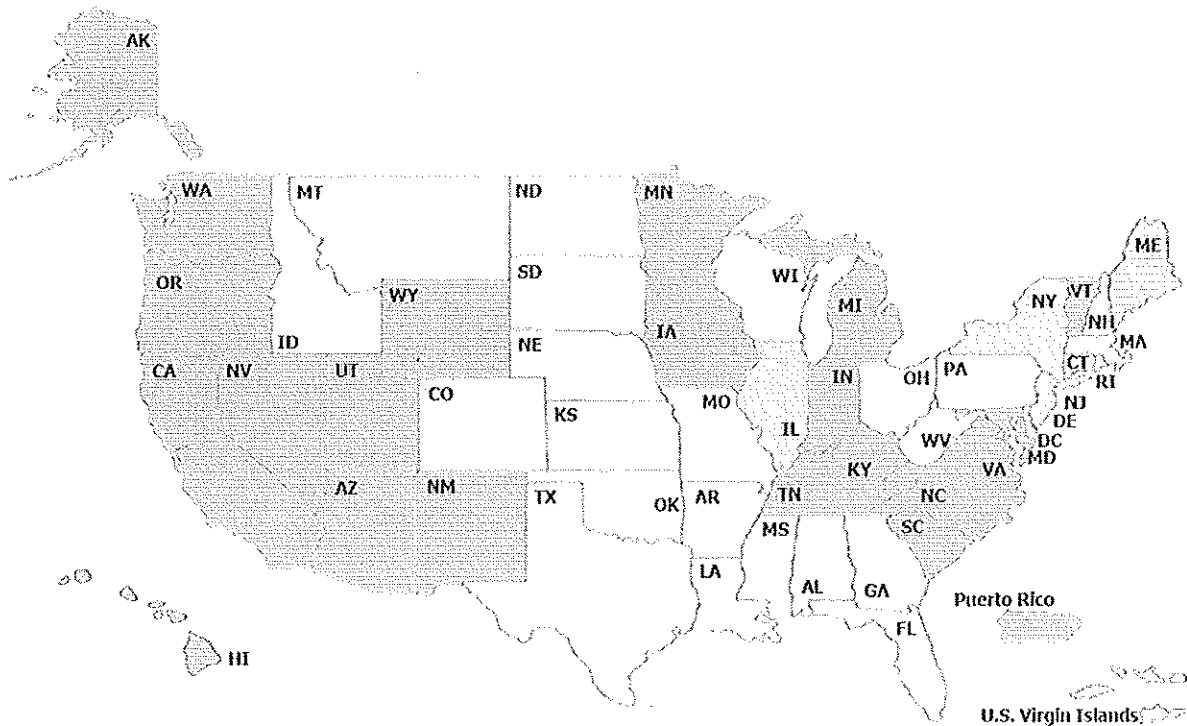 AK
WA
MT
ND
MN
ME
OR
SD
WI
WY
MI
NY
VT
NH
ID
IA
NE
MA
CA
NV
UT
CO
MO
IL
IN
OH
PA
CT
RI
NJ
DE
DC
MD
KS
WV
KY
VA
AZ
NM
TX
OK
AR
TN
NC
MS
SC
LA
AL
GA
FL
Puerto Rico
HI
U.S. Virgin Islands